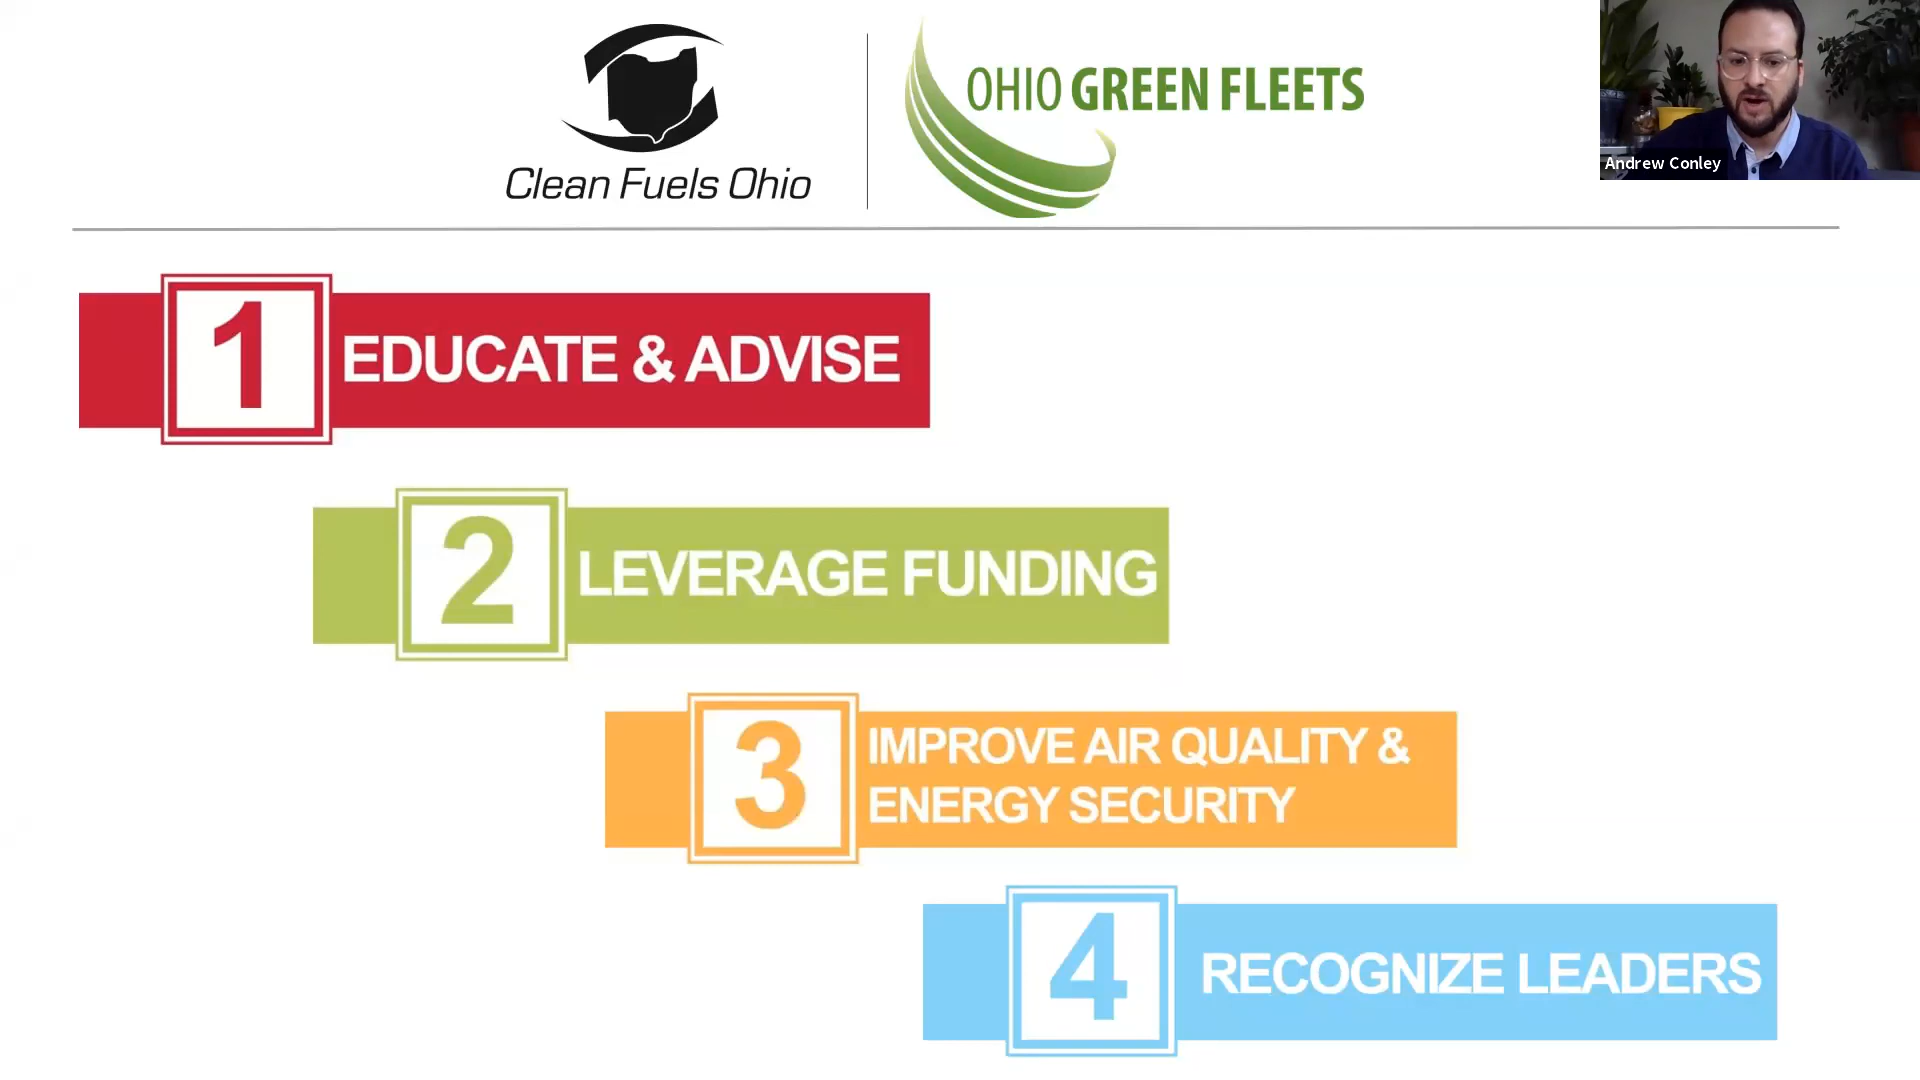 Clean Fuels Ohio
OHIO GREEN FLEETS
Andrew Conley
1
EDUCATE & ADVISE
2
LEVERAGE FUNDING
3
IMPROVE AIR QUALITY &
ENERGY SECURITY
4
RECOGNIZE LEADERS